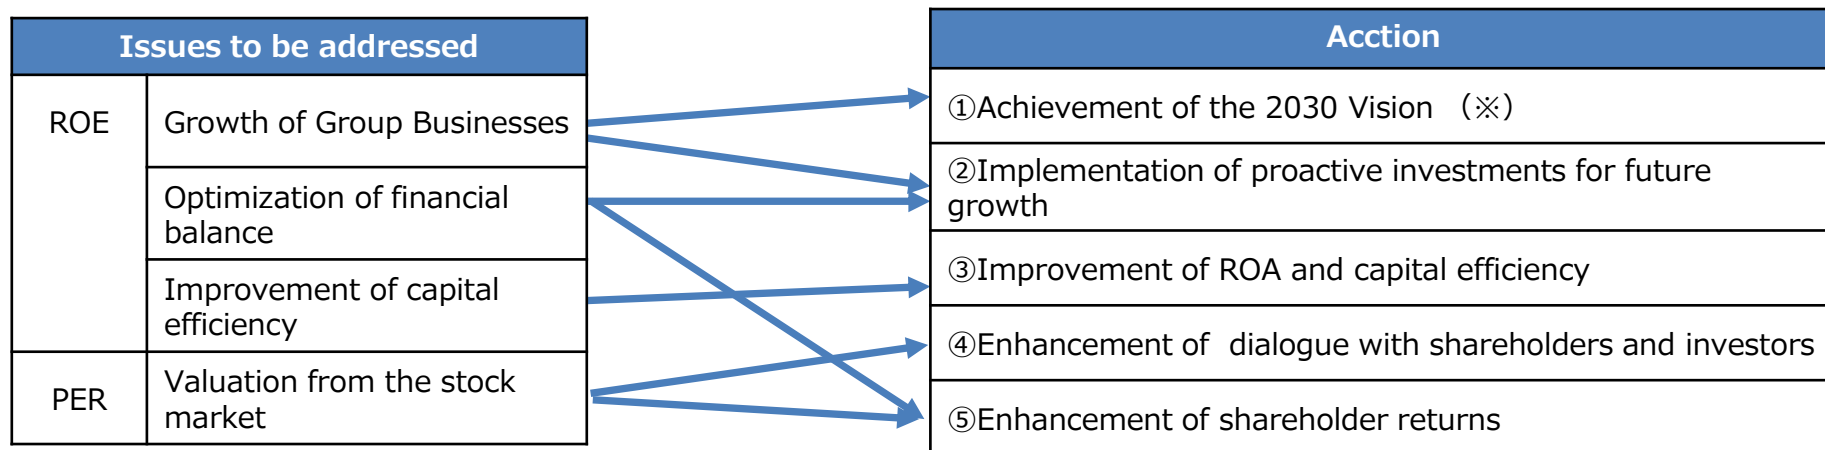 Issues to be addressed
ROE
Growth of Group Businesses
Optimization of financial
balance
Improvement of capital
efficiency
PER
Valuation from the stock
market
Acction
①Achievement of the 2030 Vision （※）
②Implementation of proactive investments for future
growth
③Improvement of ROA and capital efficiency
④Enhancement of dialogue with shareholders and investors
⑤Enhancement of shareholder returns